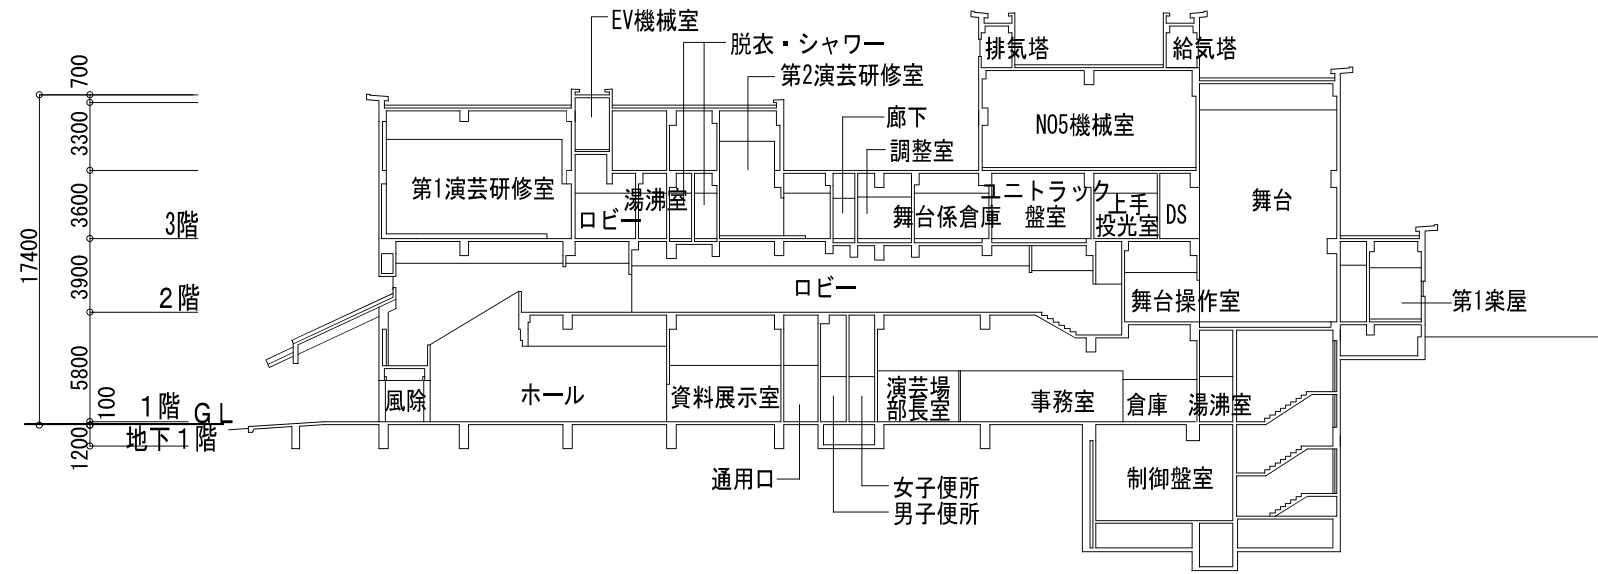 EV機械室
脱衣・シャワー
第2演芸研修室
排気塔
給気塔
廊下
調整室
NO5機械室
第1演芸研修室
湯沸室
ロビー
舞台係倉庫
ユニトラック
盤室
上手
投光室
DS
舞台
ロビー
舞台操作室
第1楽屋
風除
ホール
資料展示室
演芸場
部長室
事務室
倉庫
湯沸室
通用口
女子便所
男子便所
制御盤室
700
3300
3600
3900
5800
100
1200
17400
3階
2階
1階
GL
地下1階